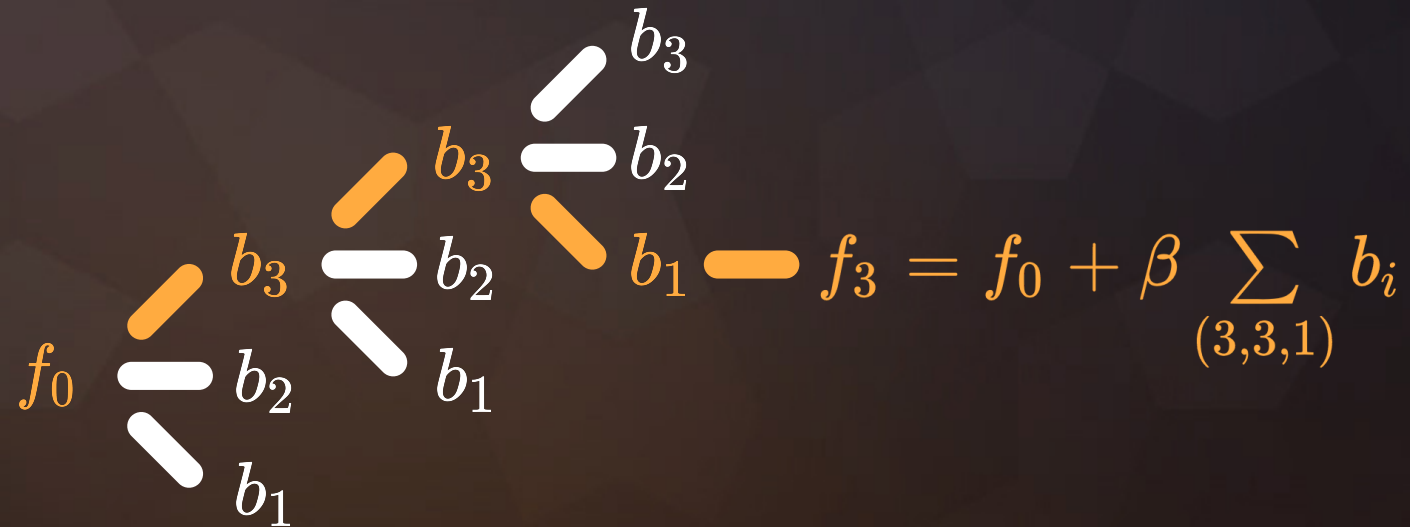 b₃
b₃ b₂
b₃ b₂ b₁ f₃ = f₀ + β ∑ bᵢ
(3,3,1)
f₀ b₂ b₁
b₁